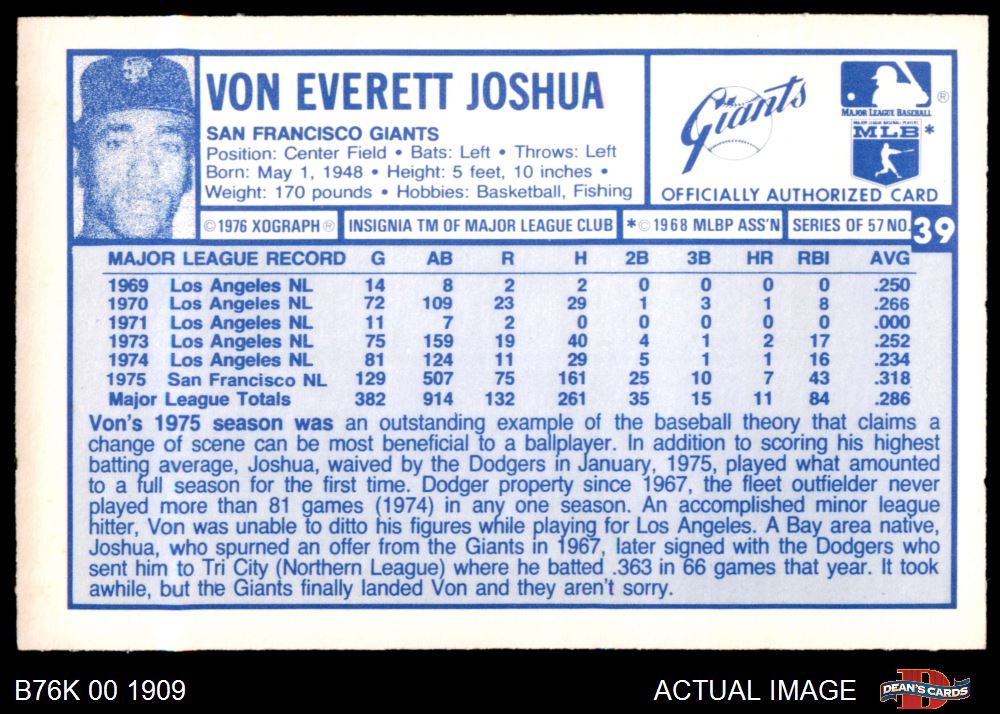 VON EVERETT JOSHUA
SAN FRANCISCO GIANTS
Position: Center Field • Bats: Left • Throws: Left
Born: May 1, 1948 • Height: 5 feet, 10 inches •
Weight: 170 pounds • Hobbies: Basketball, Fishing
Giants
MAJOR LEAGUE BASEBALL ®
MAJOR LEAGUE BASEBALL PLAYERS
MLB *
OFFICIALLY AUTHORIZED CARD
© 1976 XOGRAPH ® INSIGNIA TM OF MAJOR LEAGUE CLUB * © 1968 MLBP ASS'N SERIES OF 57 NO. 39
MAJOR LEAGUE RECORD G AB R H 2B 3B HR RBI AVG
1969 Los Angeles NL 14 8 2 2 0 0 0 0 .250
1970 Los Angeles NL 72 109 23 29 1 3 1 8 .266
1971 Los Angeles NL 11 7 2 0 0 0 0 0 .000
1973 Los Angeles NL 75 159 19 40 4 1 2 17 .252
1974 Los Angeles NL 81 124 11 29 5 1 1 16 .234
1975 San Francisco NL 129 507 75 161 25 10 7 43 .318
Major League Totals 382 914 132 261 35 15 11 84 .286
Von's 1975 season was an outstanding example of the baseball theory that claims a
change of scene can be most beneficial to a ballplayer. In addition to scoring his highest
batting average, Joshua, waived by the Dodgers in January, 1975, played what amounted
to a full season for the first time. Dodger property since 1967, the fleet outfielder never
played more than 81 games (1974) in any one season. An accomplished minor league
hitter, Von was unable to ditto his figures while playing for Los Angeles. A Bay area native,
Joshua, who spurned an offer from the Giants in 1967, later signed with the Dodgers who
sent him to Tri City (Northern League) where he batted .363 in 66 games that year. It took
awhile, but the Giants finally landed Von and they aren't sorry.
B76K 00 1909
ACTUAL IMAGE
D
DEAN'S CARDS